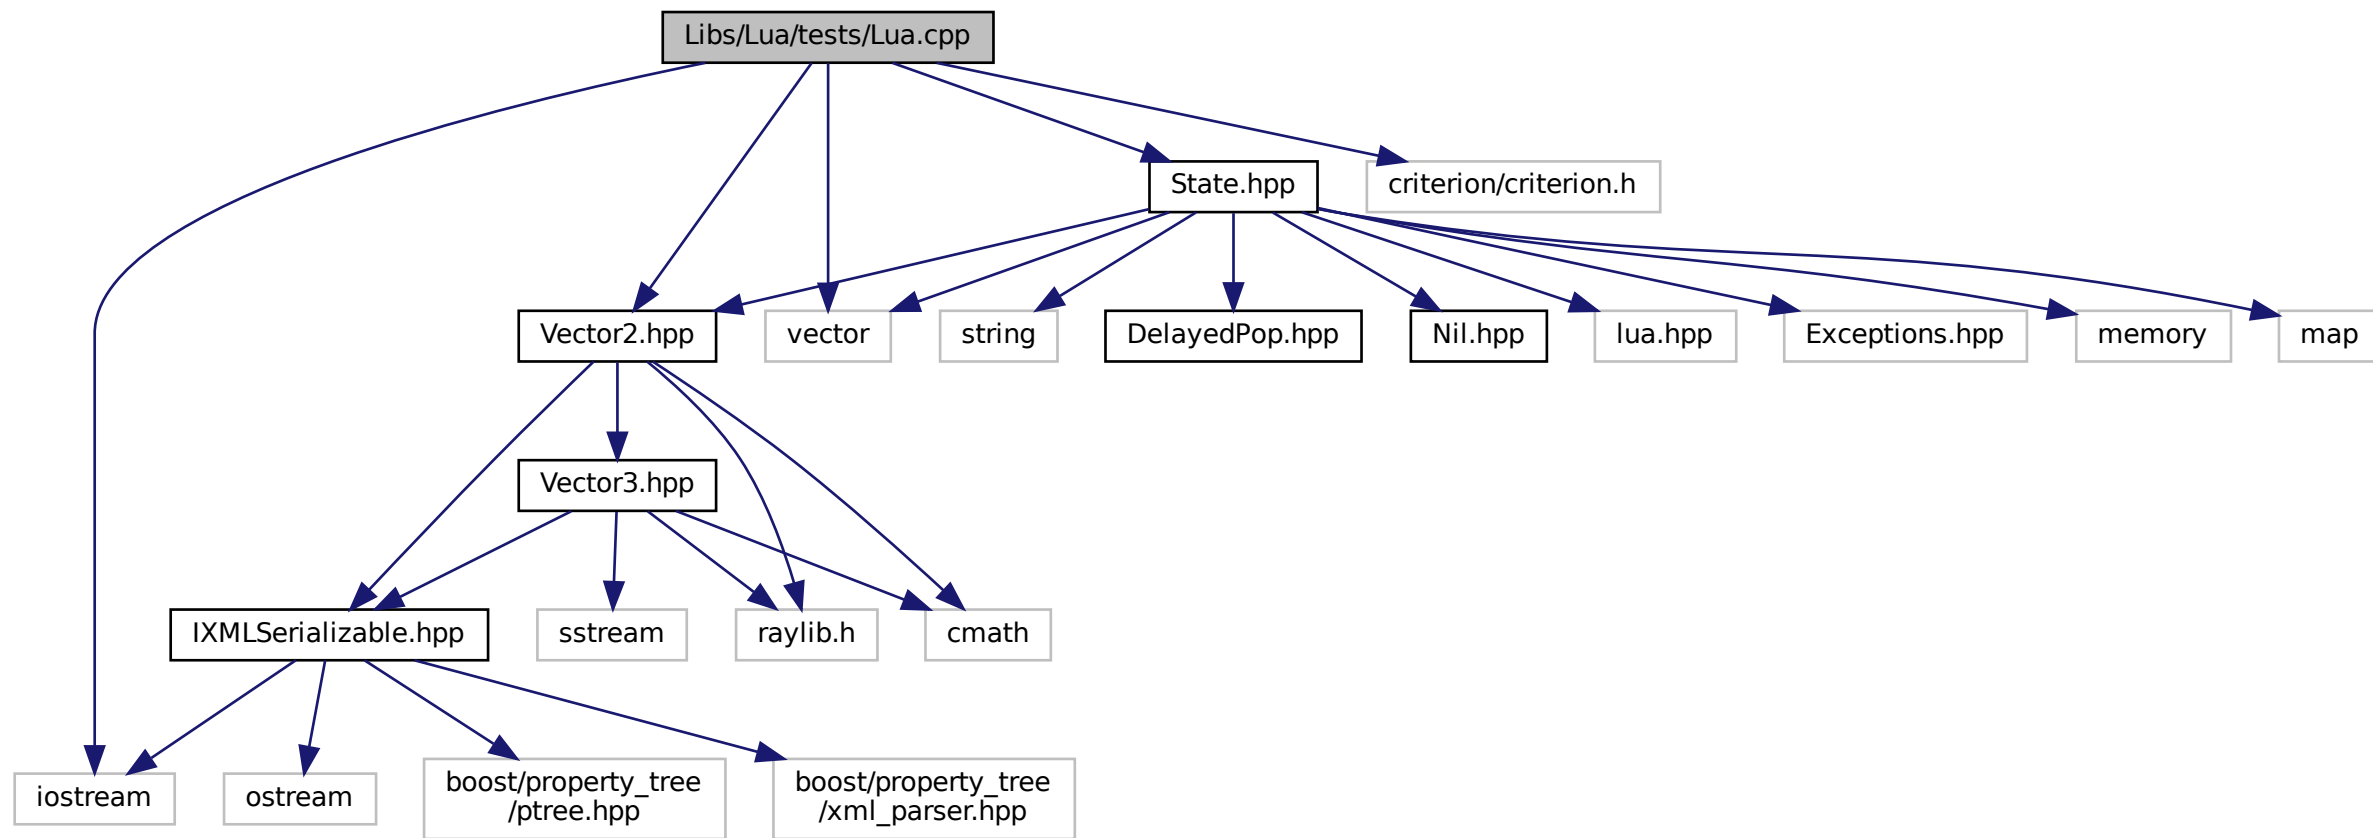 Libs/Lua/tests/Lua.cpp
State.hpp
criterion/criterion.h
Vector2.hpp
vector
string
DelayedPop.hpp
Nil.hpp
lua.hpp
Exceptions.hpp
memory
map
Vector3.hpp
IXMLSerializable.hpp
sstream
raylib.h
cmath
iostream
ostream
boost/property_tree
/ptree.hpp
boost/property_tree
/xml_parser.hpp